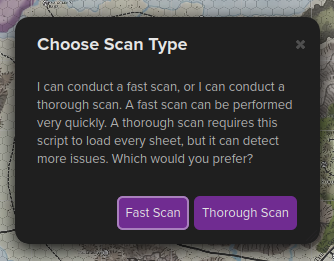 Choose Scan Type
I can conduct a fast scan, or I can conduct a
thorough scan. A fast scan can be performed
very quickly. A thorough scan requires this
script to load every sheet, but it can detect
more issues. Which would you prefer?
Fast Scan Thorough Scan